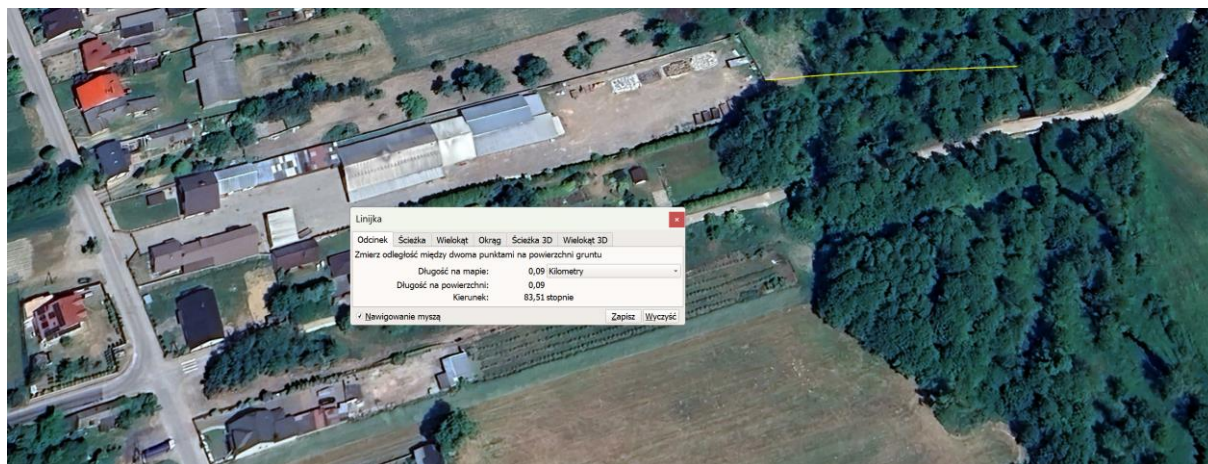 Linijka
Odcinek Ścieżka Wielokąt Okrąg Ścieżka 3D Wielokąt 3D
Zmierz odległość między dwoma punktami na powierzchni gruntu
Długość na mapie: 0,09 Kilometry
Długość na powierzchni: 0,09
Kierunek: 83,51 stopnie
Nawigowanie myszą Zapisz Wyczyść